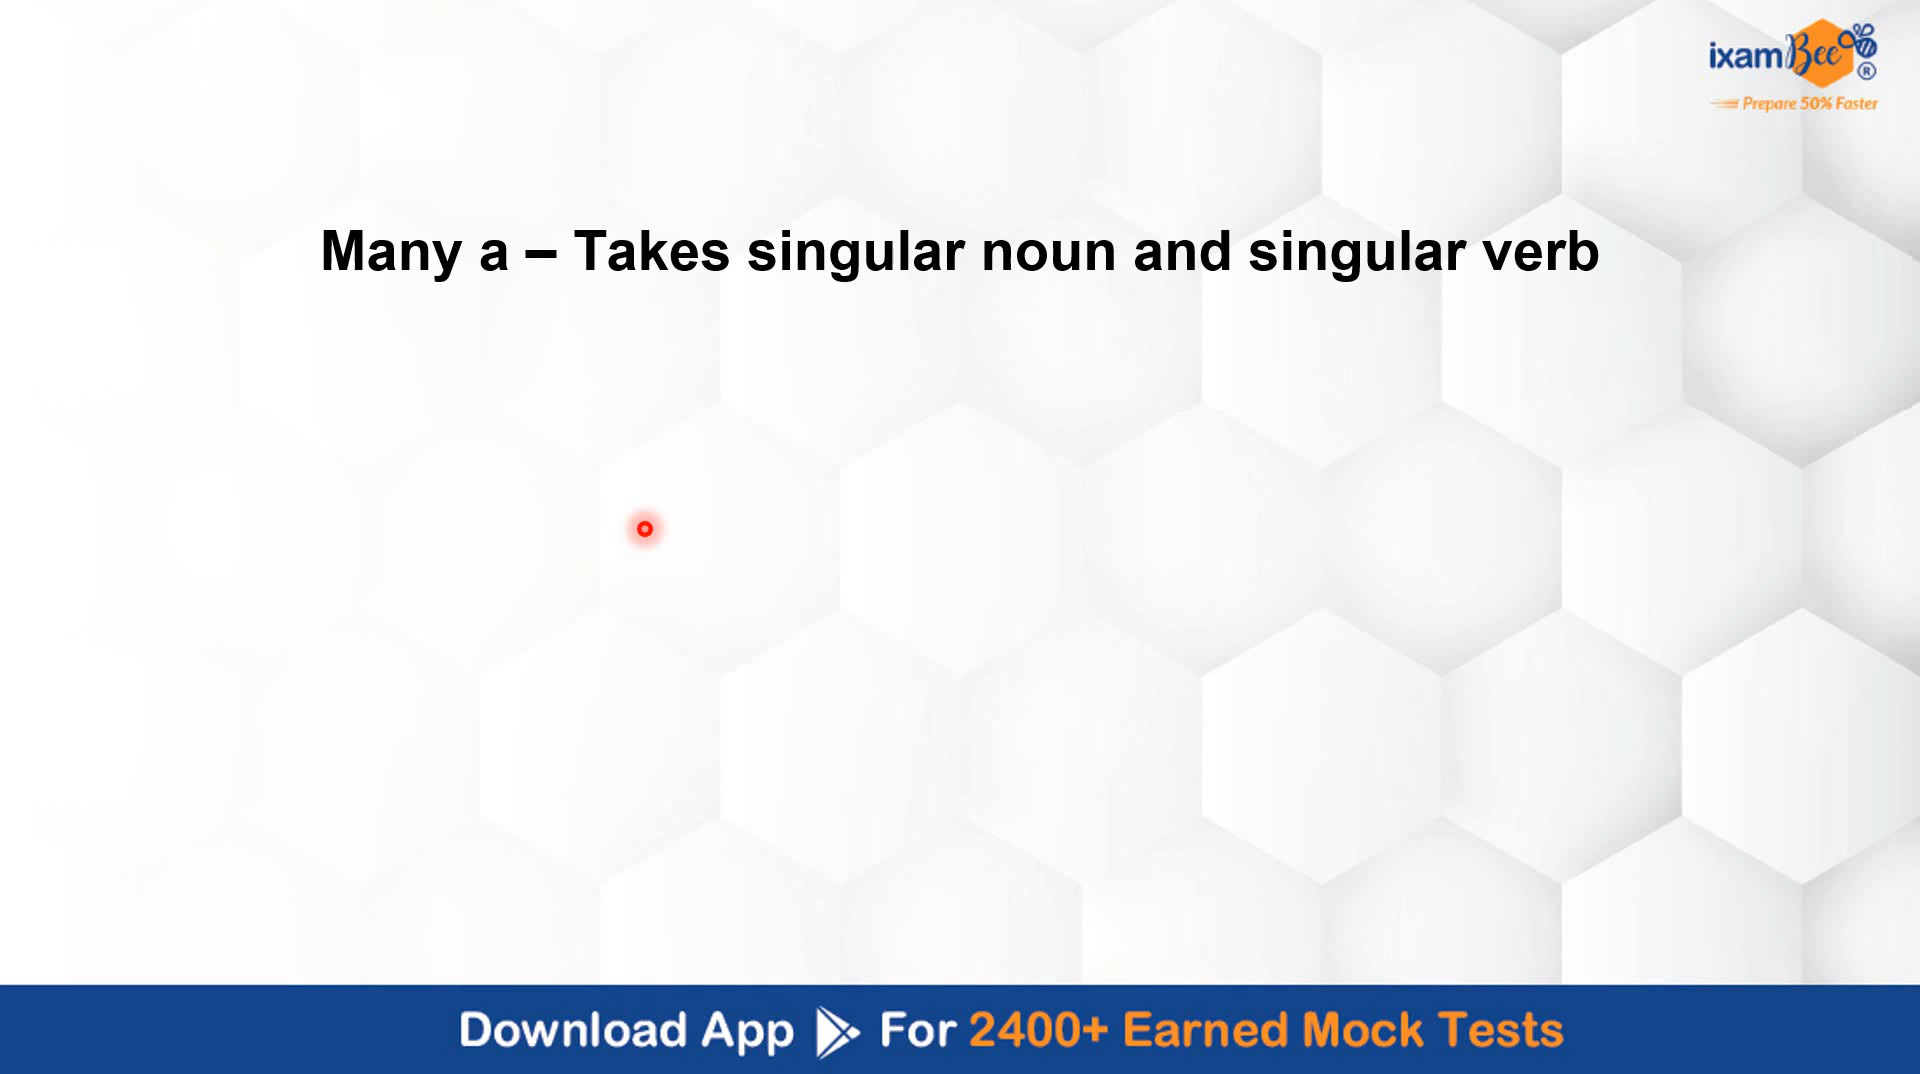 ixamBee®
Prepare 50% Faster
Many a – Takes singular noun and singular verb
Download App For 2400+ Earned Mock Tests